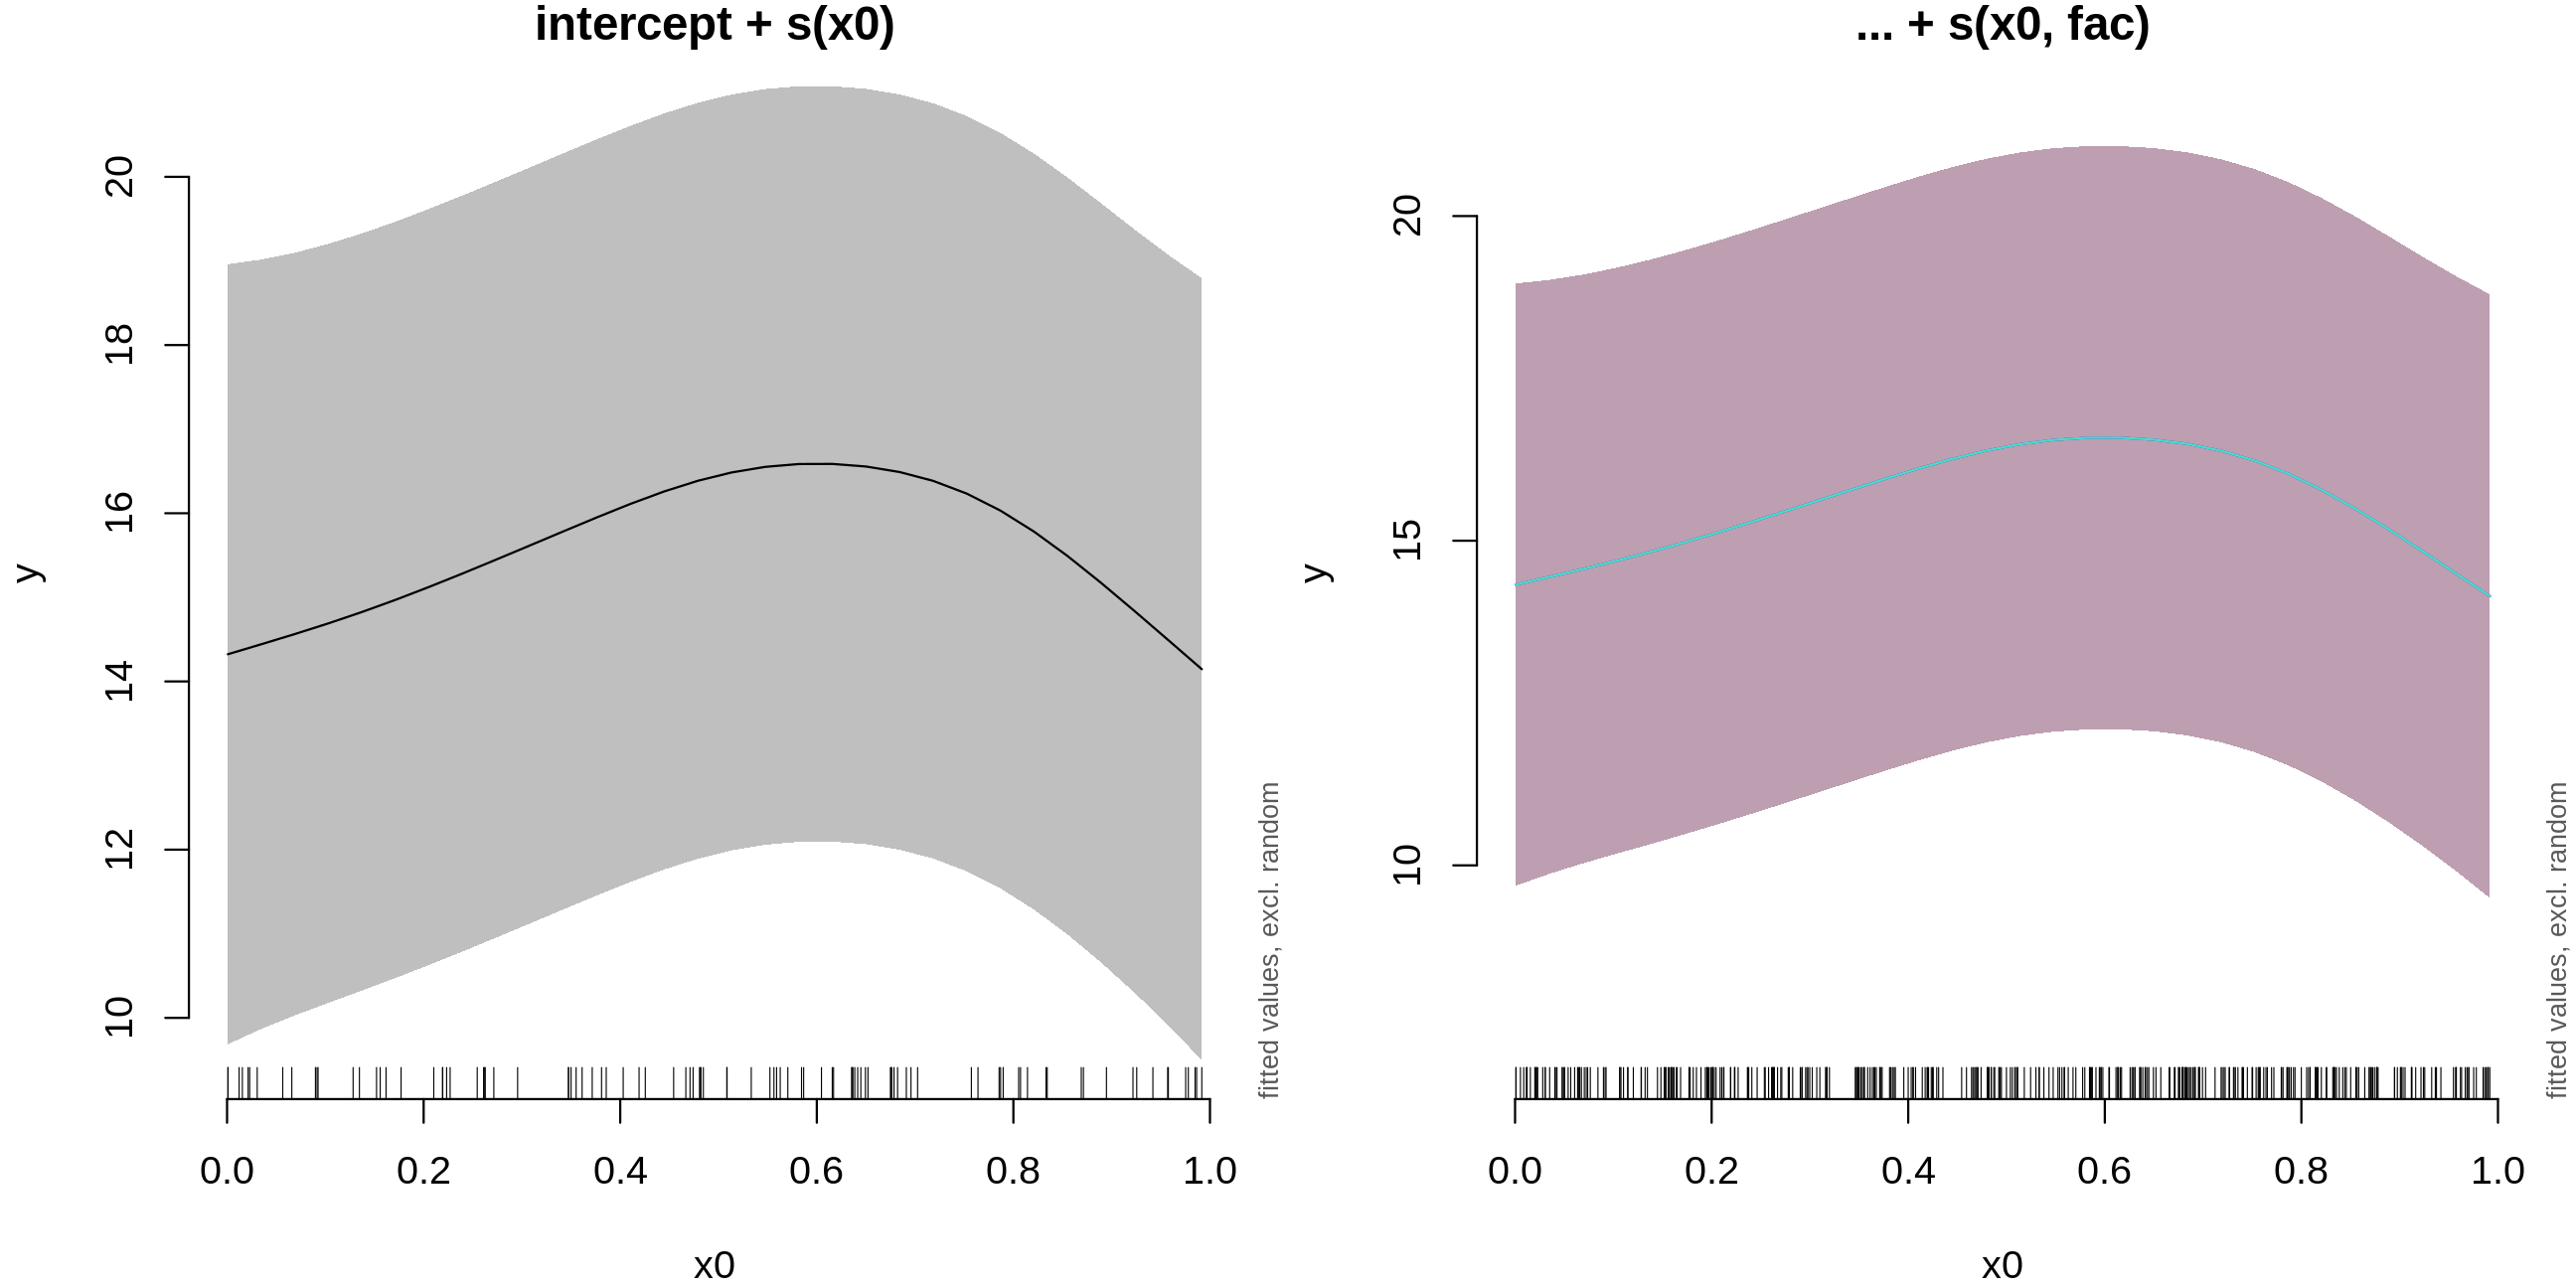 intercept + s(x0)
20
18
16
14
12
10
y
0.0 0.2 0.4 0.6 0.8 1.0
x0
fitted values, excl. random
... + s(x0, fac)
20
15
10
y
0.0 0.2 0.4 0.6 0.8 1.0
x0
fitted values, excl. random